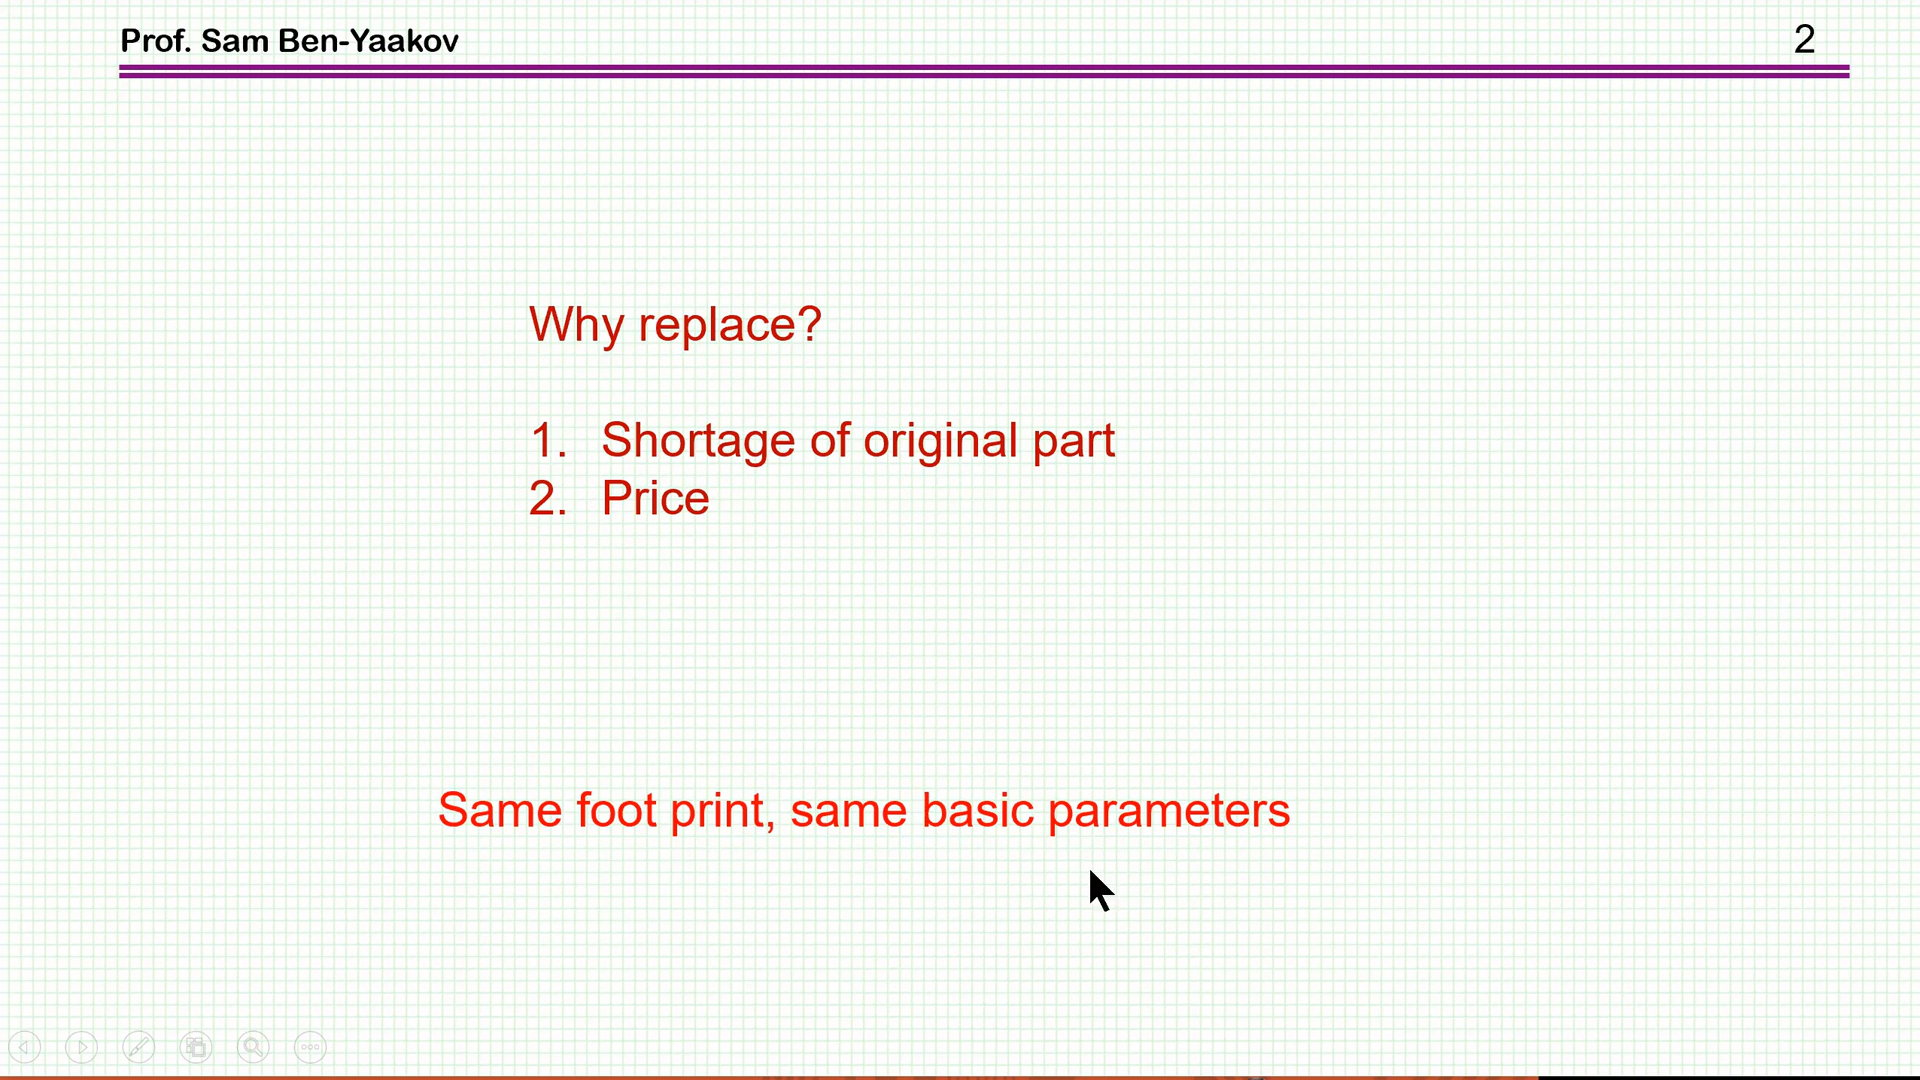 Prof. Sam Ben-Yaakov
2
Why replace?
1. Shortage of original part
2. Price
Same foot print, same basic parameters